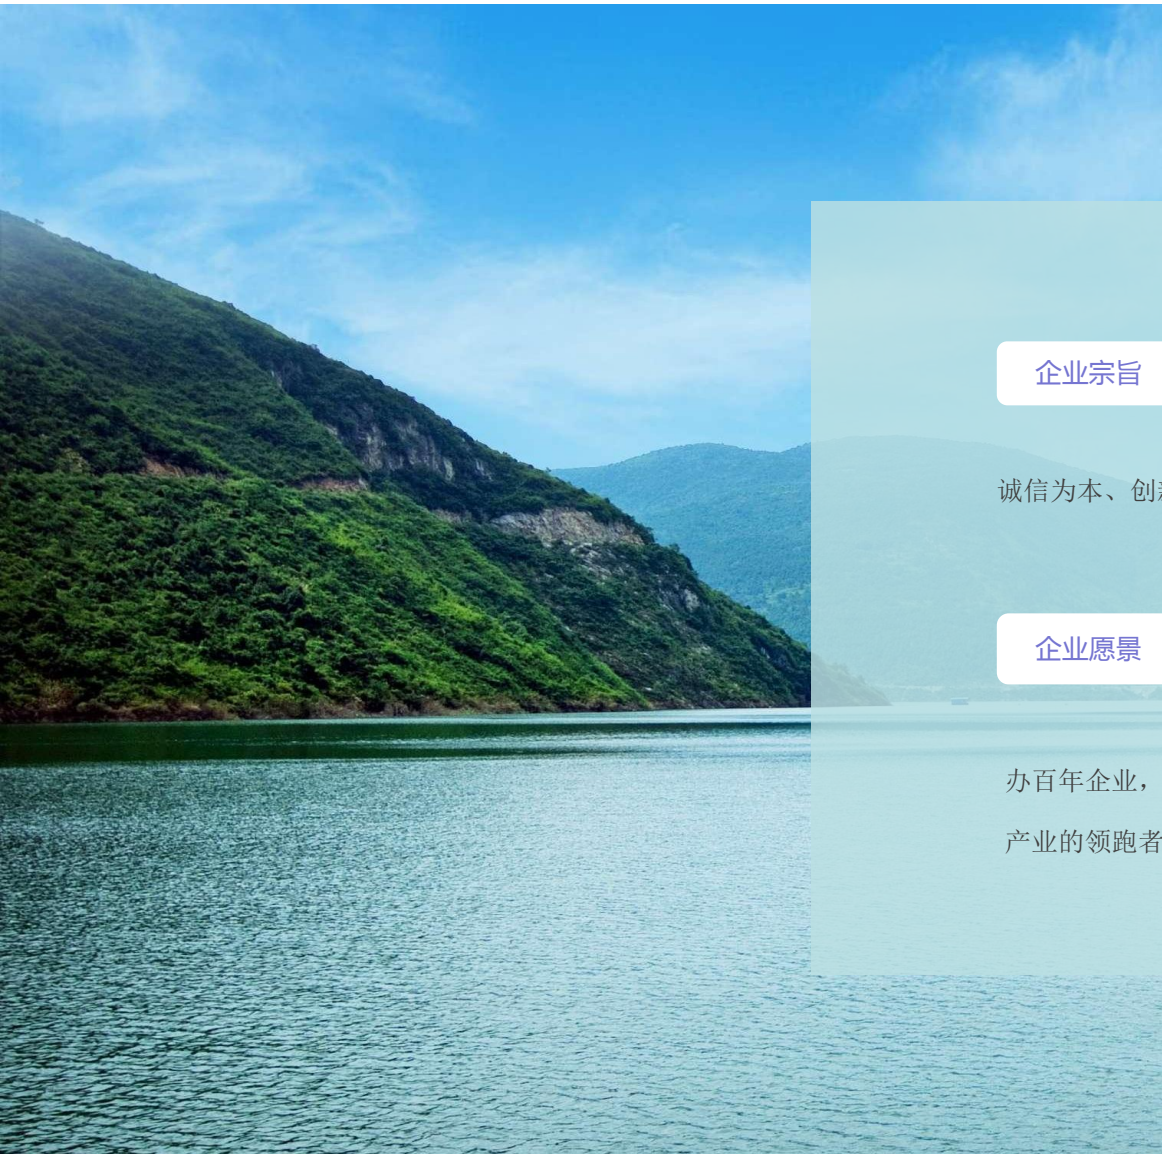 企业宗旨
诚信为本、创
企业愿景
办百年企业，
产业的领跑者